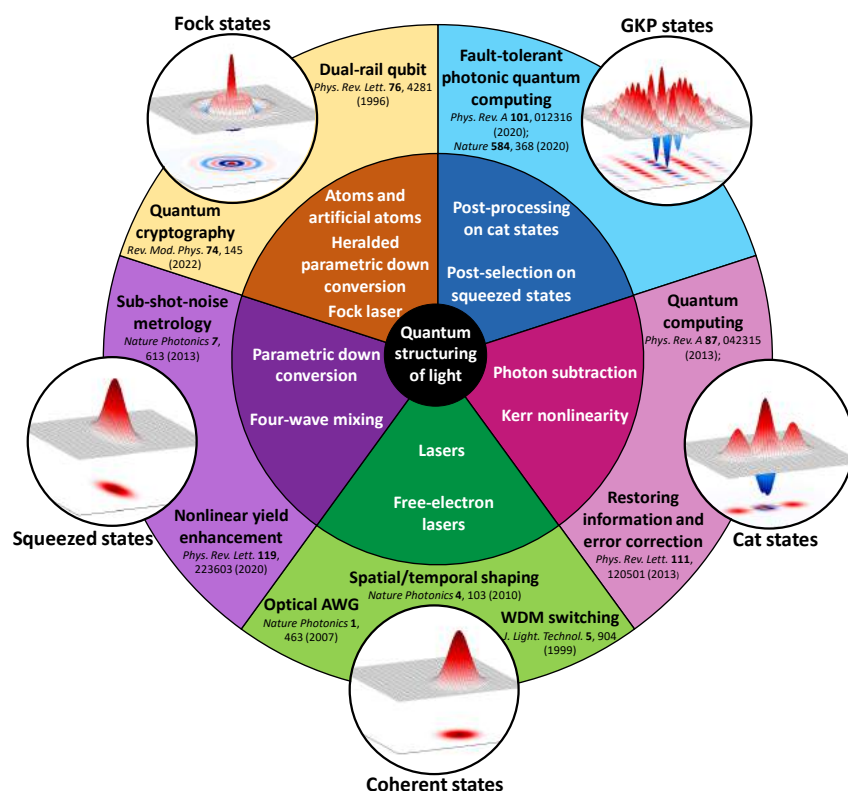 Fock states
GKP states
Dual-rail qubit
Phys. Rev. Lett. 76, 4281
(1996)
Quantum
cryptography
Rev. Mod. Phys. 74, 145
(2022)
Fault-tolerant
photonic quantum
computing
Phys. Rev. A 101, 012316
(2020);
Nature 584, 368 (2020)
Atoms and
artificial atoms
Heralded
parametric down
conversion
Fock laser
Post-processing
on cat states
Post-selection on
squeezed states
Sub-shot-noise
metrology
Nature Photonics 7,
613 (2013)
Quantum
structuring
of light
Quantum
computing
Phys. Rev. A 87, 042315
(2013);
Parametric down
conversion
Four-wave mixing
Photon subtraction
Kerr nonlinearity
Lasers
Free-electron
lasers
Squeezed states
Nonlinear yield
enhancement
Phys. Rev. Lett. 119,
223603 (2020)
Restoring
information and
error correction
Phys. Rev. Lett. 111,
120501 (2013)
Cat states
Spatial/temporal shaping
Nature Photonics 4, 103 (2010)
Optical AWG
Nature Photonics 1,
463 (2007)
WDM switching
J. Light. Technol. 5, 904
(1999)
Coherent states